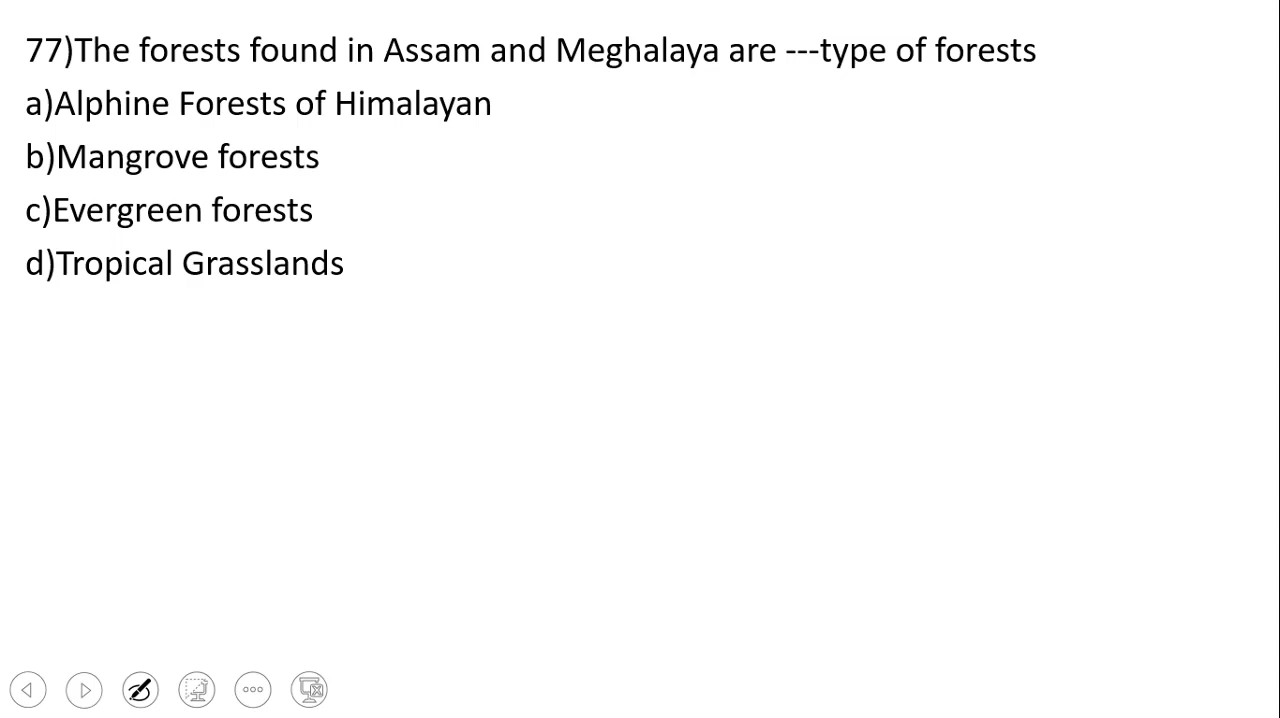 77)The forests found in Assam and Meghalaya are ---type of forests
a)Alphine Forests of Himalayan
b)Mangrove forests
c)Evergreen forests
d)Tropical Grasslands